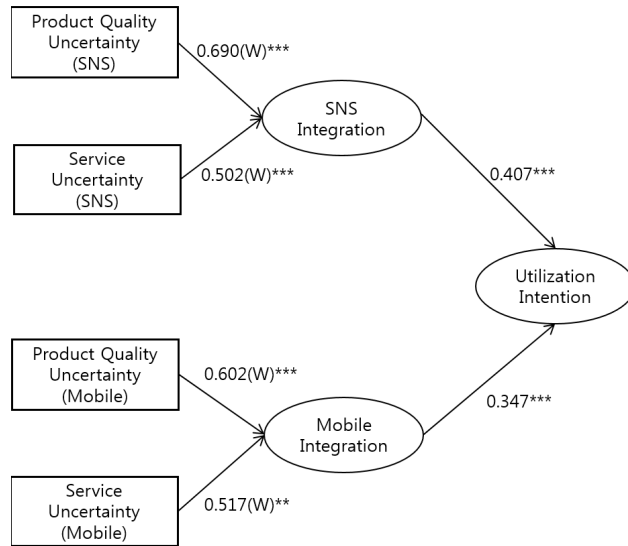 Product Quality
Uncertainty
(SNS)
0.690(W)***
SNS
Integration
Service
Uncertainty
(SNS)
0.502(W)***
0.407***
Utilization
Intention
Product Quality
Uncertainty
(Mobile)
0.602(W)***
Mobile
Integration
0.347***
Service
Uncertainty
(Mobile)
0.517(W)**